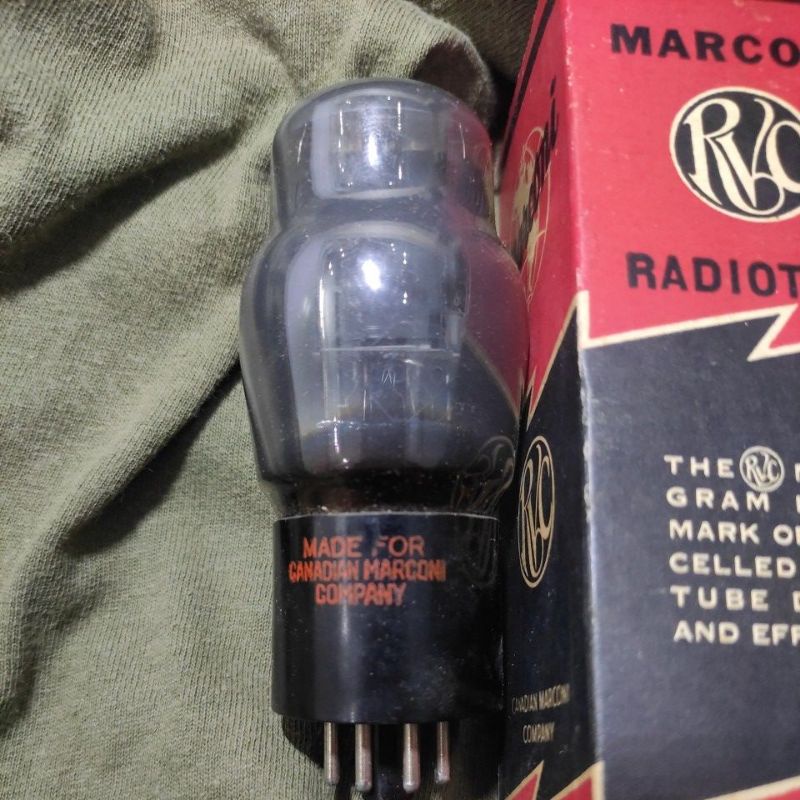 MADE FOR
CANADIAN MARCONI
COMPANY
MARCO
RVC
RADIOT
THE RVC
GRAM
MARK O
CELLED
TUBE
AND EFF
RVC
CANADIAN MARCONI
COMPANY